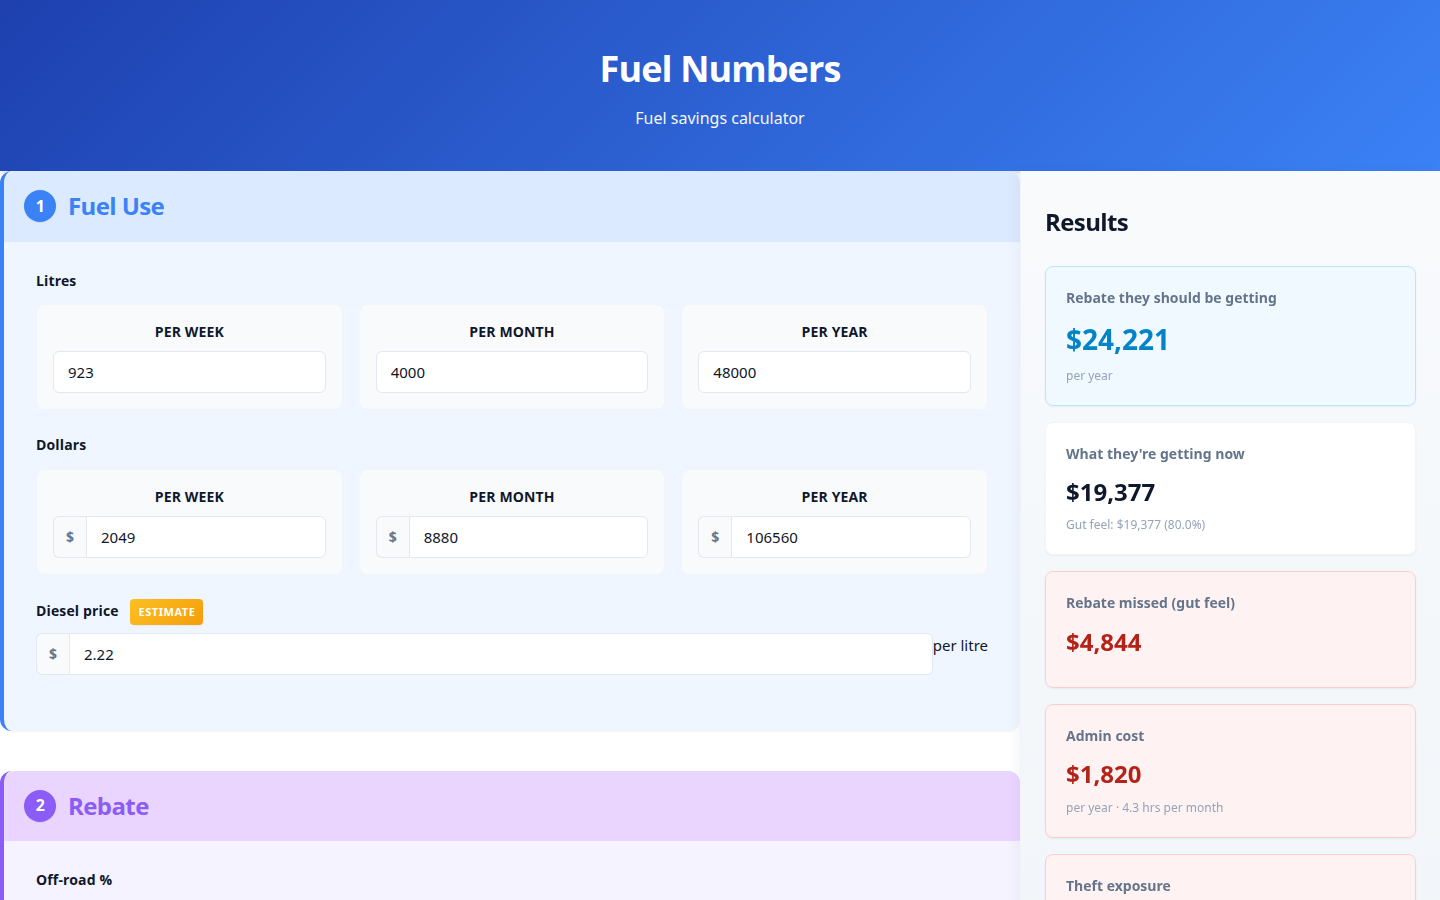 Fuel Numbers
Fuel savings calculator
1 Fuel Use
Litres
PER WEEK PER MONTH PER YEAR
923 4000 48000
Dollars
PER WEEK PER MONTH PER YEAR
$ 2049 $ 8880 $ 106560
Diesel price ESTIMATE
$ 2.22 per litre
2 Rebate
Off-road %
Results
Rebate they should be getting
$24,221
per year
What they're getting now
$19,377
Gut feel: $19,377 (80.0%)
Rebate missed (gut feel)
$4,844
Admin cost
$1,820
per year · 4.3 hrs per month
Theft exposure